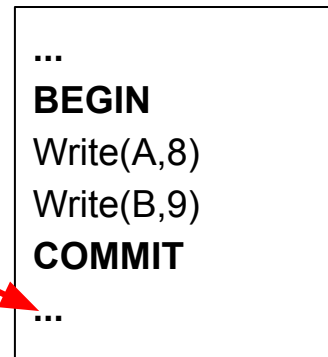 ...
BEGIN
Write(A,8)
Write(B,9)
COMMIT
...